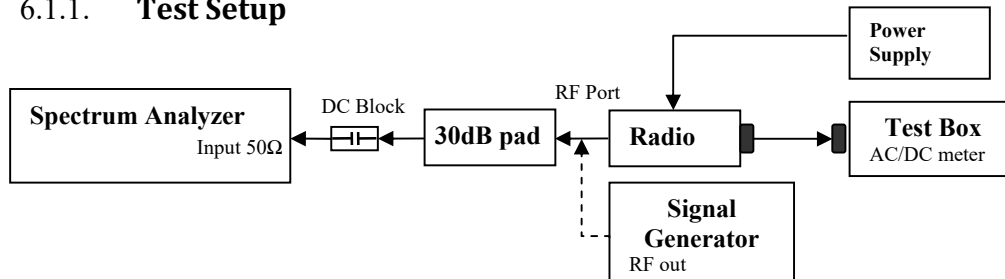 6.1.1. Test Setup
Power
Supply
RF Port
DC Block
Spectrum Analyzer
Input 50Ω
30dB pad
Radio
Test Box
AC/DC meter
Signal
Generator
RF out